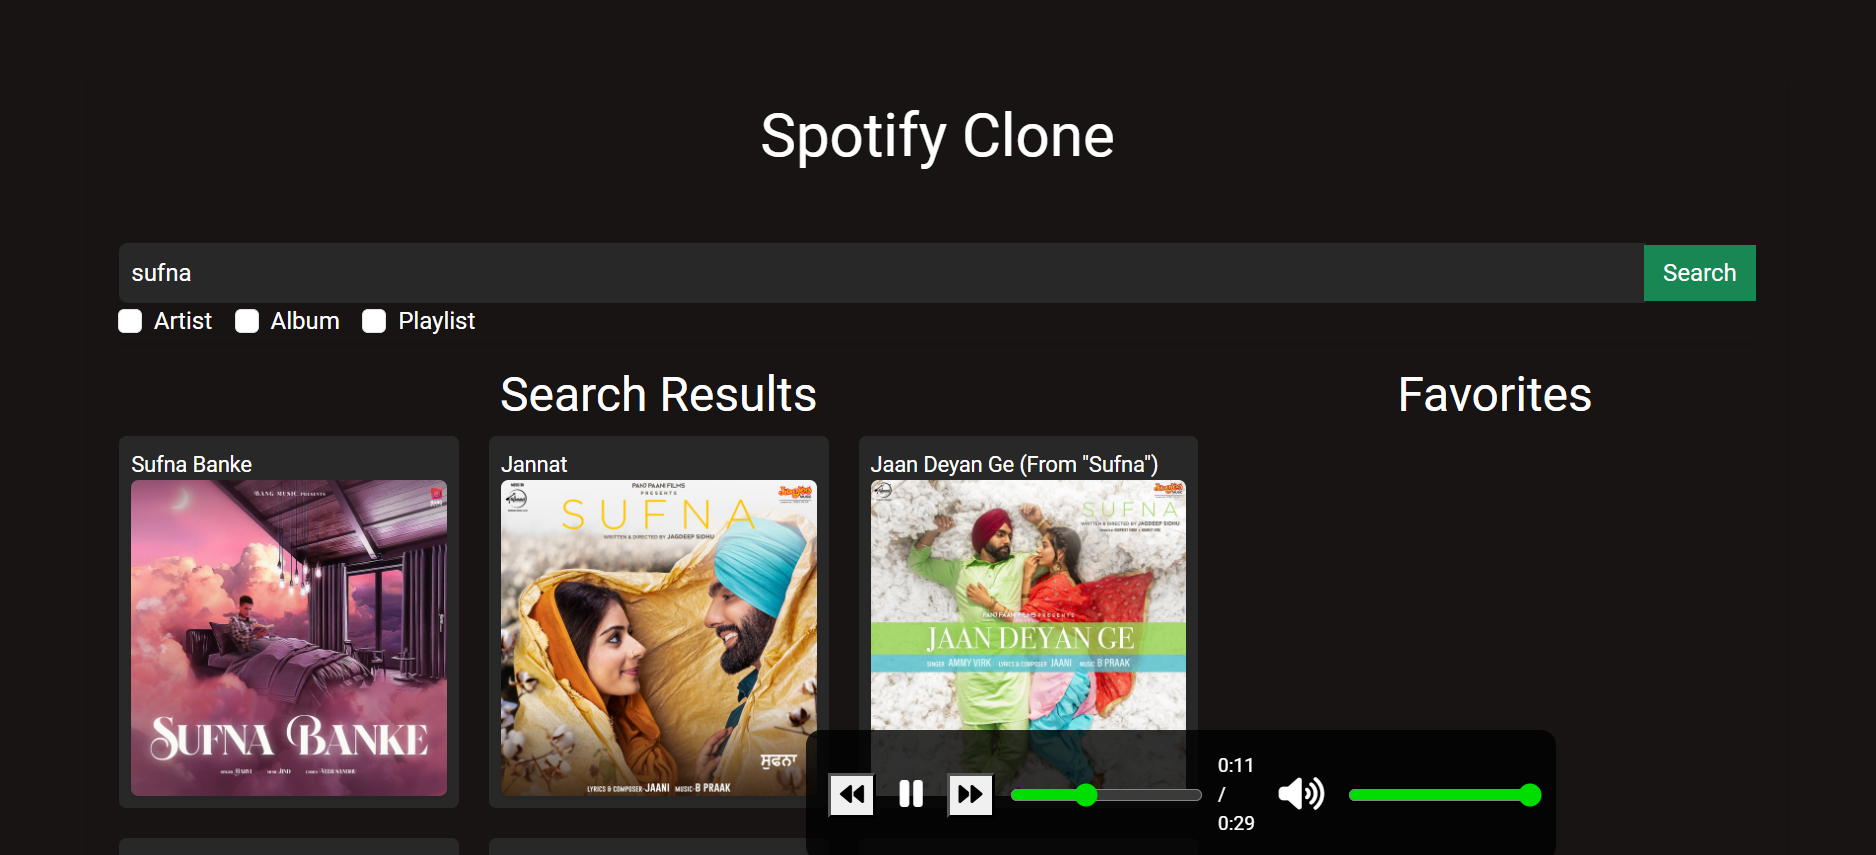 Spotify Clone
sufna
Search
Artist
Album
Playlist
Search Results
Favorites
Sufna Banke
BANG MUSIC PRESENTS
SUFNA BANKE
Jannat
PANJ PAANI FILMS
PRESENTS
SUFNA
WRITTEN & DIRECTED BY JAGDEEP SIDHU
ਸੁਫਨਾ
LYRICS & COMPOSER-JAANI MUSIC-B PRAAK
Jaan Deyan Ge (From "Sufna")
SUFNA
WRITTEN & DIRECTED BY JAGDEEP SIDHU
PANJ PAANI FILMS PRESENTS
JAAN DEYAN GE
SINGER AMMY VIRK LYRICS & COMPOSER JAANI MUSIC B PRAAK
0:11
/
0:29